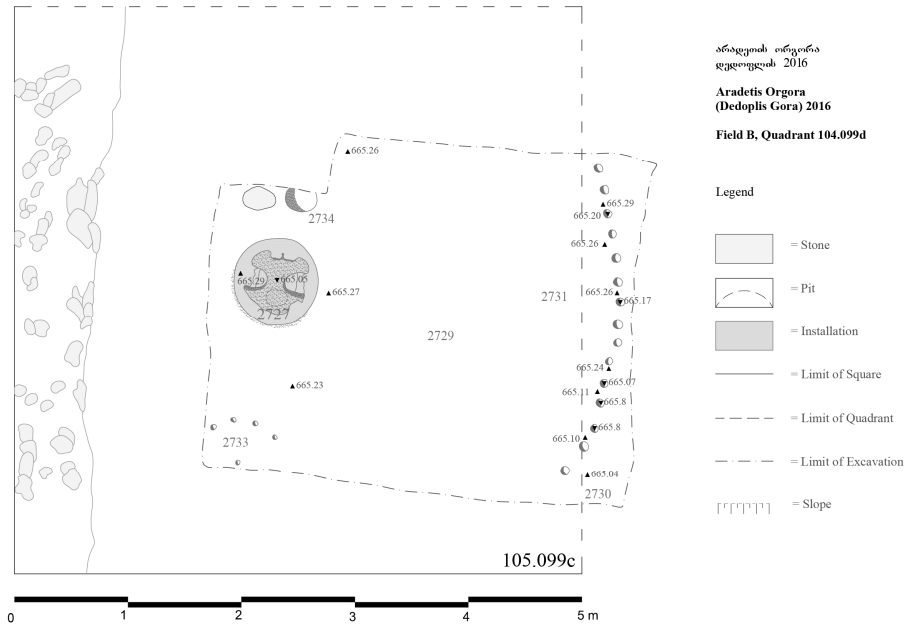 არადეთის ორგორა
დედოფლის 2016
Aradetis Orgora
(Dedoplis Gora) 2016
Field B, Quadrant 104.099d
Legend
= Stone
= Pit
= Installation
= Limit of Square
= Limit of Quadrant
= Limit of Excavation
= Slope
665.26
2734
665.29
665.20
665.26
665.29
665.05
2727
665.27
2731
665.26
665.17
2729
665.23
665.24
665.07
665.11
665.8
2733
665.8
665.10
665.04
2730
105.099c
0
1
2
3
4
5 m